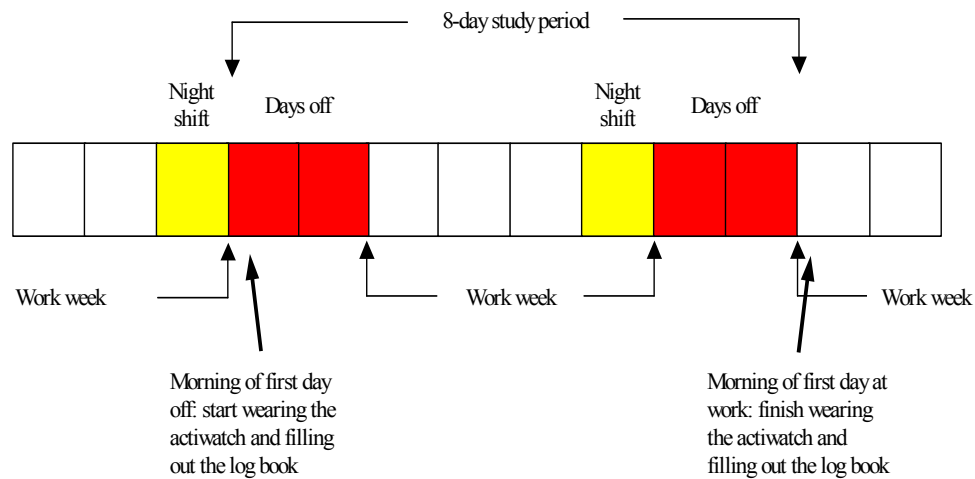 8-day study period
Night
shift
Days off
Night
shift
Days off
Work week
Work week
Work week
Morning of first day
off: start wearing the
actiwatch and filling
out the log book
Morning of first day at
work: finish wearing
the actiwatch and
filling out the log book